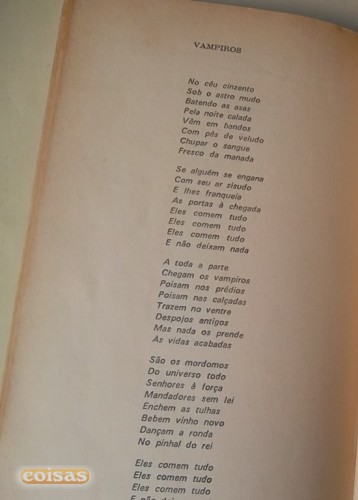 VAMPIROS
No céu cinzento
Sob o astro mudo
Batendo as asas
Pela noite calada
Vêm em bandos
Com pés de veludo
Chupar o sangue
Fresco da manada
Se alguém se engana
Com seu ar sisudo
E lhes franqueia
As portas à chegada
Eles comem tudo
Eles comem tudo
Eles comem tudo
E não deixam nada
A toda a parte
Chegam os vampiros
Poisam nos prédios
Poisam nas calçadas
Trazem no ventre
Despojos antigos
Mas nada os prende
Às vidas acabadas
São os mordomos
Do universo todo
Senhores à força
Mandadores sem lei
Enchem as tulhas
Bebem vinho novo
Dançam a ronda
No pinhal do rei
Eles comem tudo
Eles comem tudo
Eles comem tudo
coisas